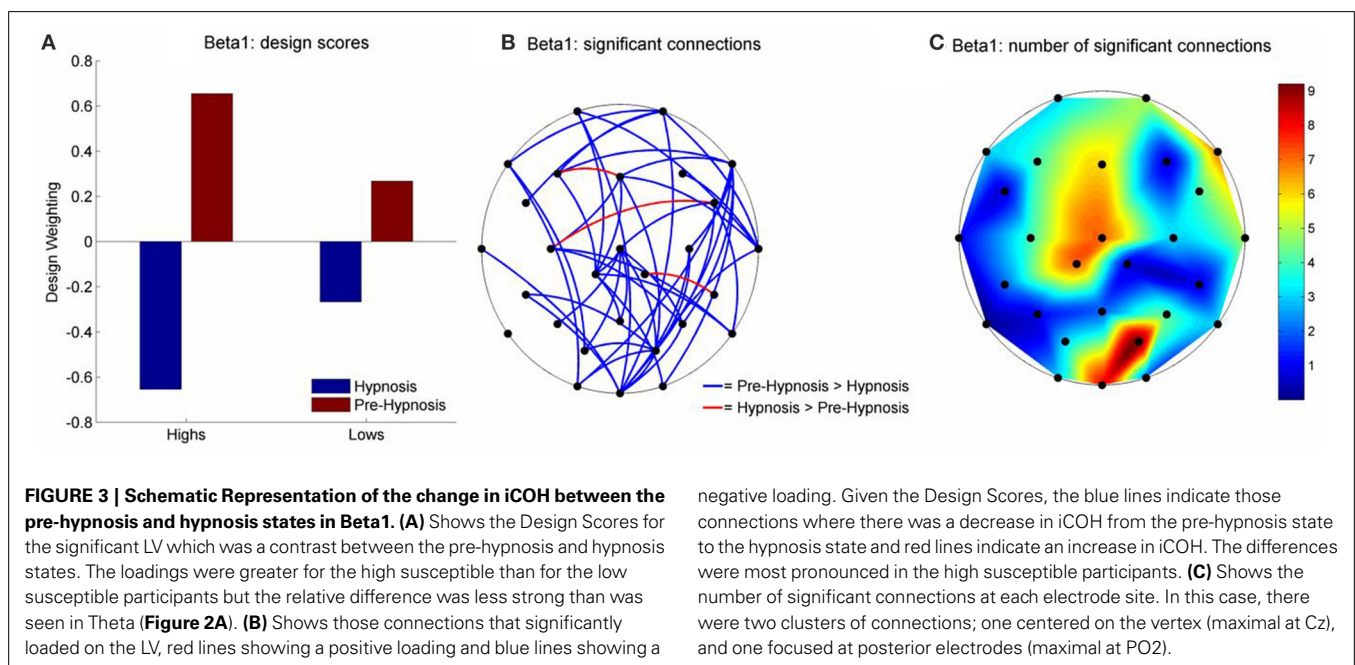 A
Beta1: design scores
0.8
0.6
0.4
0.2
0
-0.2
-0.4
-0.6
-0.8
Design Weighting
Hypnosis
Pre-Hypnosis
Highs
Lows
B
Beta1: significant connections
= Pre-Hypnosis > Hypnosis
= Hypnosis > Pre-Hypnosis
C
Beta1: number of significant connections
9
8
7
6
5
4
3
2
1
FIGURE 3 | Schematic Representation of the change in iCOH between the
pre-hypnosis and hypnosis states in Beta1. (A) Shows the Design Scores for
the significant LV which was a contrast between the pre-hypnosis and hypnosis
states. The loadings were greater for the high susceptible than for the low
susceptible participants but the relative difference was less strong than was
seen in Theta (Figure 2A). (B) Shows those connections that significantly
loaded on the LV, red lines showing a positive loading and blue lines showing a
negative loading. Given the Design Scores, the blue lines indicate those
connections where there was a decrease in iCOH from the pre-hypnosis state
to the hypnosis state and red lines indicate an increase in iCOH. The differences
were most pronounced in the high susceptible participants. (C) Shows the
number of significant connections at each electrode site. In this case, there
were two clusters of connections; one centered on the vertex (maximal at Cz),
and one focused at posterior electrodes (maximal at PO2).